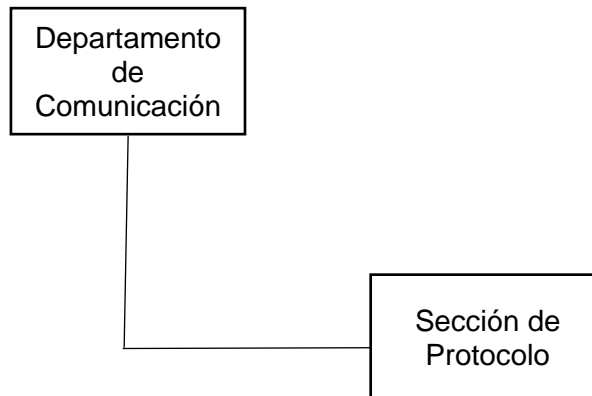 Departamento
de
Comunicación
Sección de
Protocolo